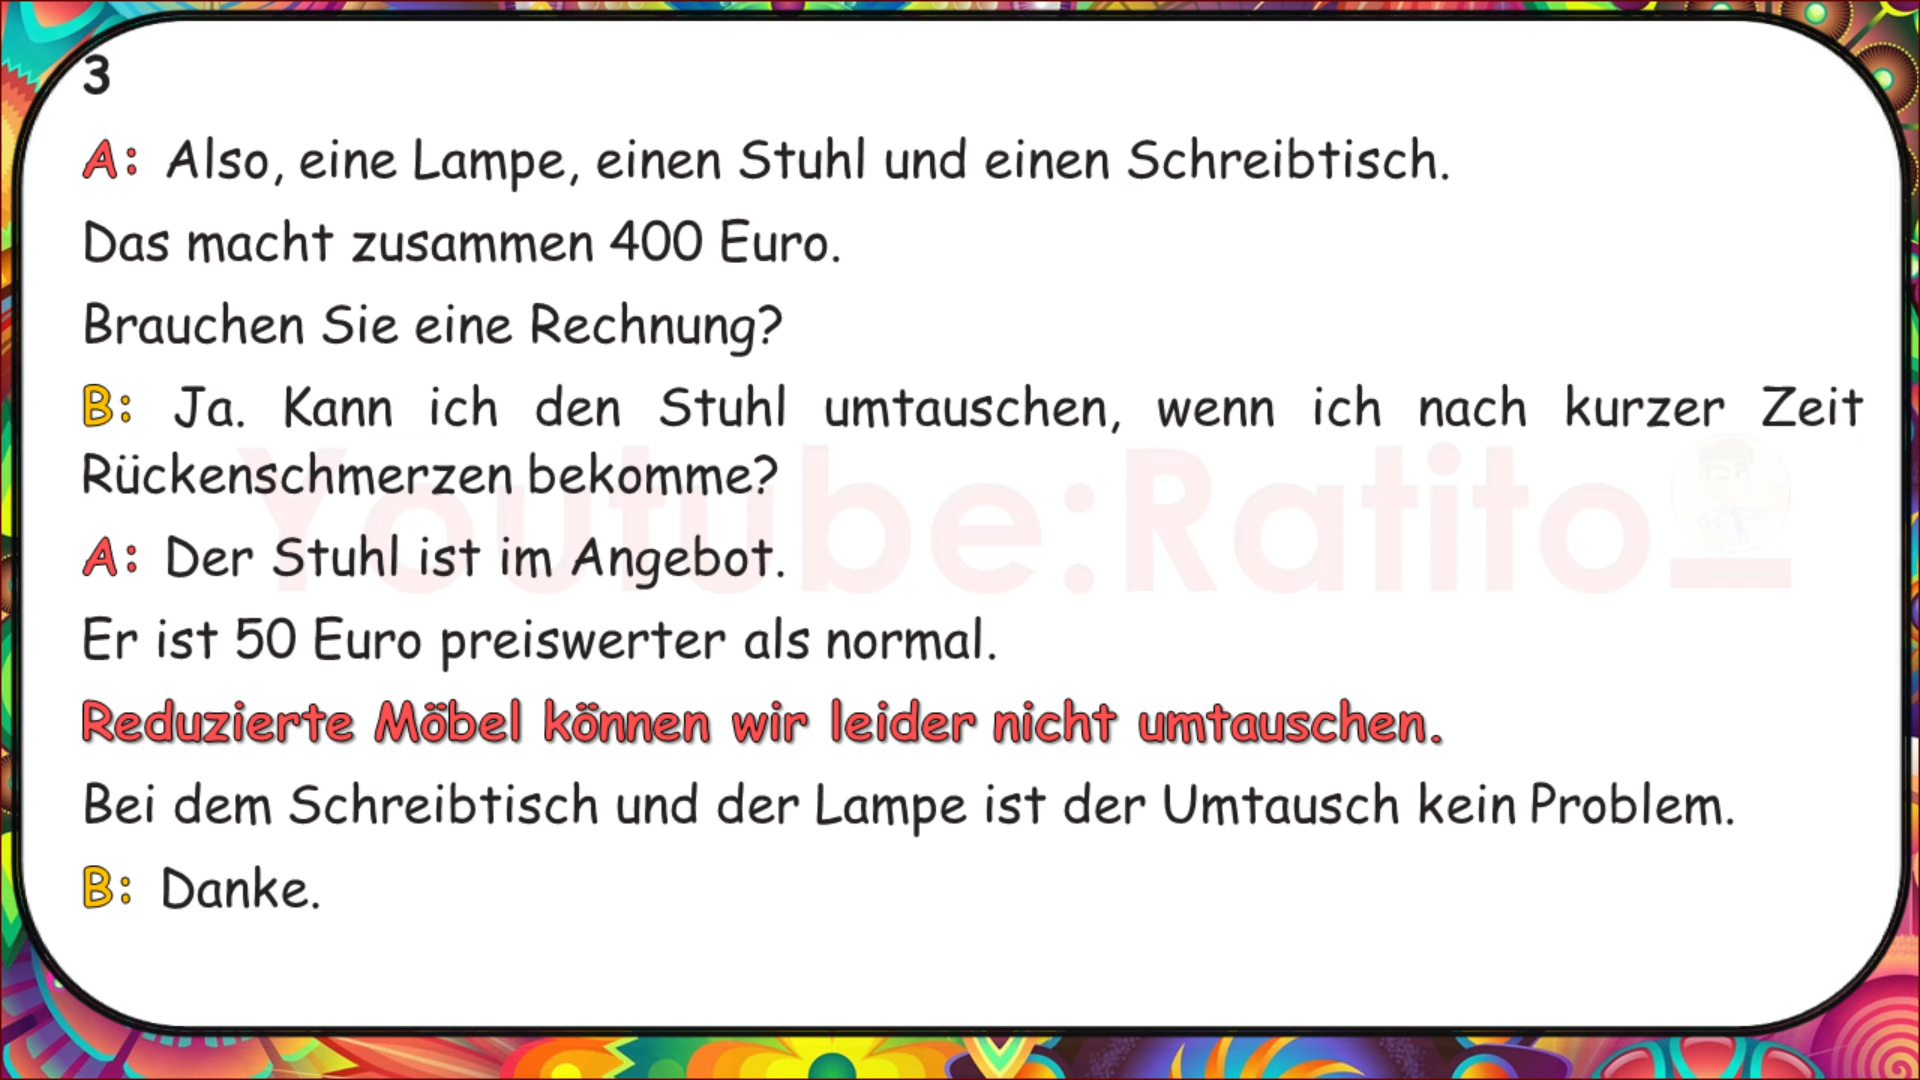 3
A: Also, eine Lampe, einen Stuhl und einen Schreibtisch.
Das macht zusammen 400 Euro.
Brauchen Sie eine Rechnung?
B: Ja. Kann ich den Stuhl umtauschen, wenn ich nach kurzer Zeit
Rückenschmerzen bekomme?
Youtube:Ratito
A: Der Stuhl ist im Angebot.
Er ist 50 Euro preiswerter als normal.
Reduzierte Möbel können wir leider nicht umtauschen.
Bei dem Schreibtisch und der Lampe ist der Umtausch kein Problem.
B: Danke.